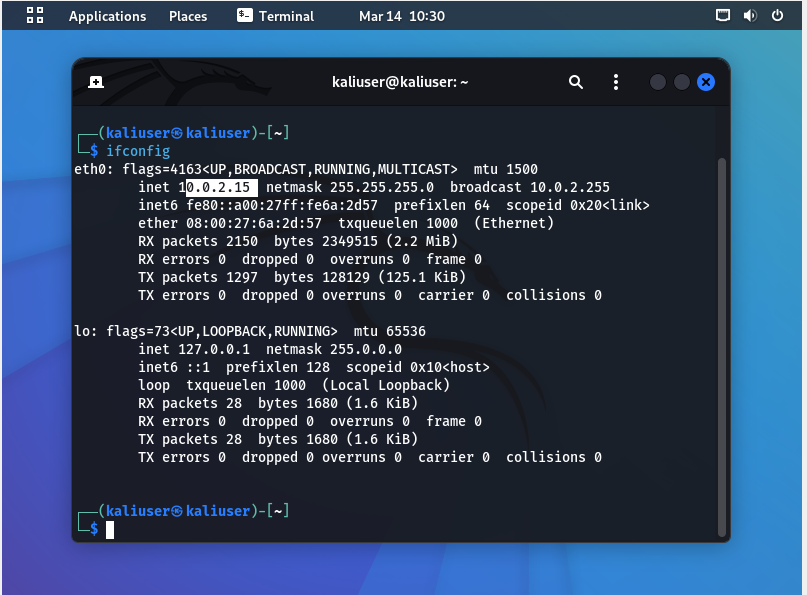 Applications Places Terminal Mar 14 10:30
kaliuser@kaliuser: ~
┌──(kaliuser㉿kaliuser)-[~]
└─$ ifconfig
eth0: flags=4163<UP,BROADCAST,RUNNING,MULTICAST>  mtu 1500
        inet 10.0.2.15  netmask 255.255.255.0  broadcast 10.0.2.255
        inet6 fe80::a00:27ff:fe6a:2d57  prefixlen 64  scopeid 0x20<link>
        ether 08:00:27:6a:2d:57  txqueuelen 1000  (Ethernet)
        RX packets 2150  bytes 2349515 (2.2 MiB)
        RX errors 0  dropped 0  overruns 0  frame 0
        TX packets 1297  bytes 128129 (125.1 KiB)
        TX errors 0  dropped 0 overruns 0  carrier 0  collisions 0
lo: flags=73<UP,LOOPBACK,RUNNING>  mtu 65536
        inet 127.0.0.1  netmask 255.0.0.0
        inet6 ::1  prefixlen 128  scopeid 0x10<host>
        loop  txqueuelen 1000  (Local Loopback)
        RX packets 28  bytes 1680 (1.6 KiB)
        RX errors 0  dropped 0  overruns 0  frame 0
        TX packets 28  bytes 1680 (1.6 KiB)
        TX errors 0  dropped 0 overruns 0  carrier 0  collisions 0
┌──(kaliuser㉿kaliuser)-[~]
└─$